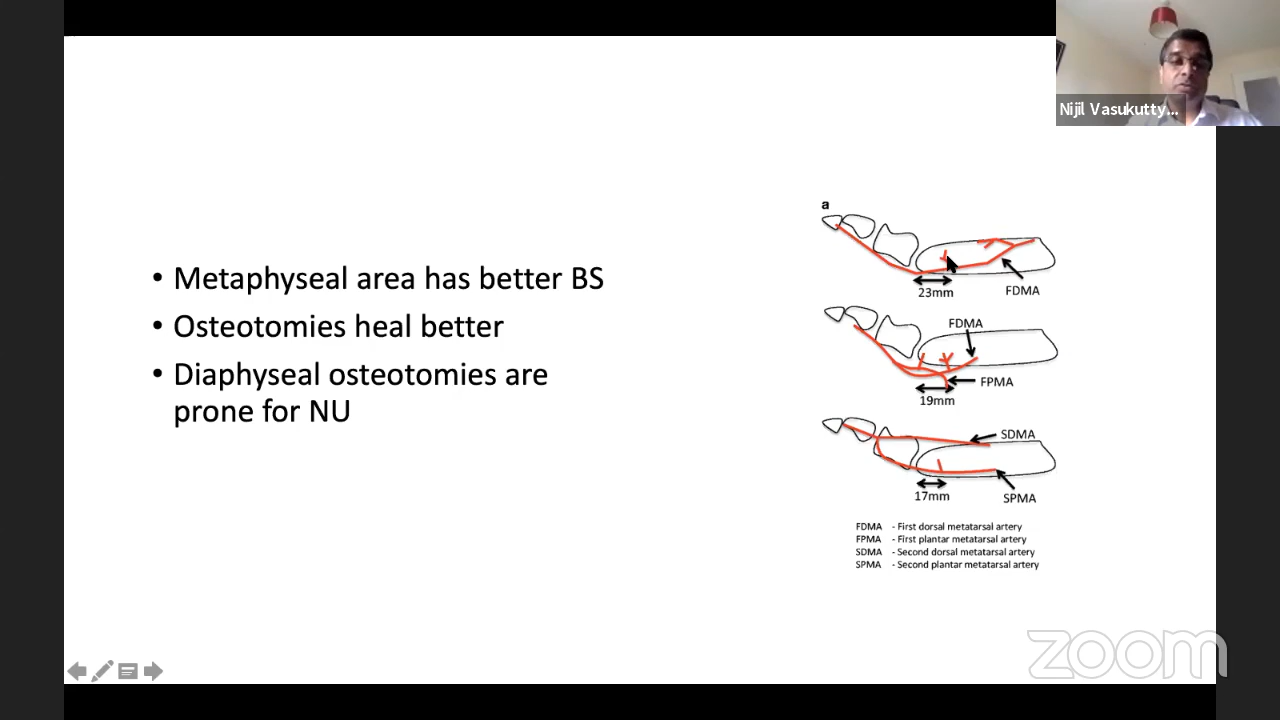 Nijil Vasukutty...
• Metaphyseal area has better BS
• Osteotomies heal better
• Diaphyseal osteotomies are
prone for NU
a
23mm
FDMA
FDMA
FPMA
19mm
SDMA
17mm
SPMA
FDMA - First dorsal metatarsal artery
FPMA - First plantar metatarsal artery
SDMA - Second dorsal metatarsal artery
SPMA - Second plantar metatarsal artery
zoom